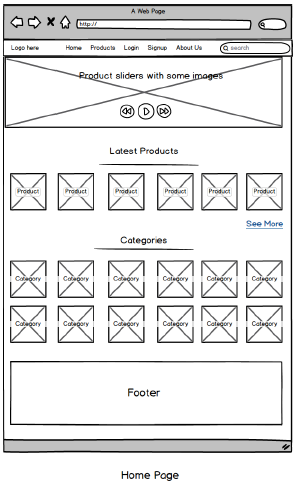 A Web Page
http://
Logo here Home Products Login Signup About Us search
Product sliders with some images
Latest Products
Product Product Product Product Product Product
See More
Categories
Category Category Category Category Category Category
Category Category Category Category Category Category
Footer
Home Page